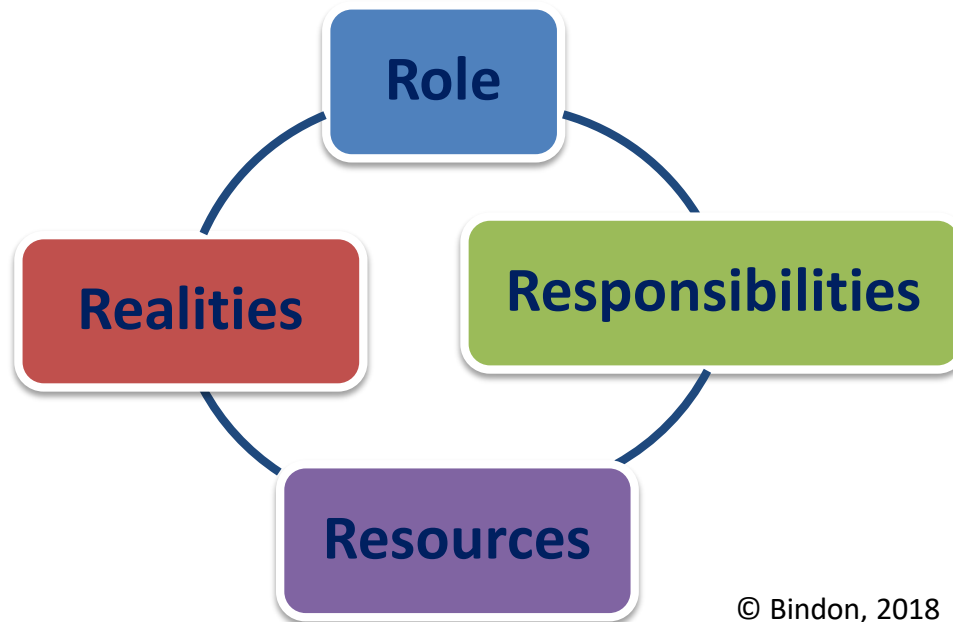 Role
Responsibilities
Realities
Resources
© Bindon, 2018